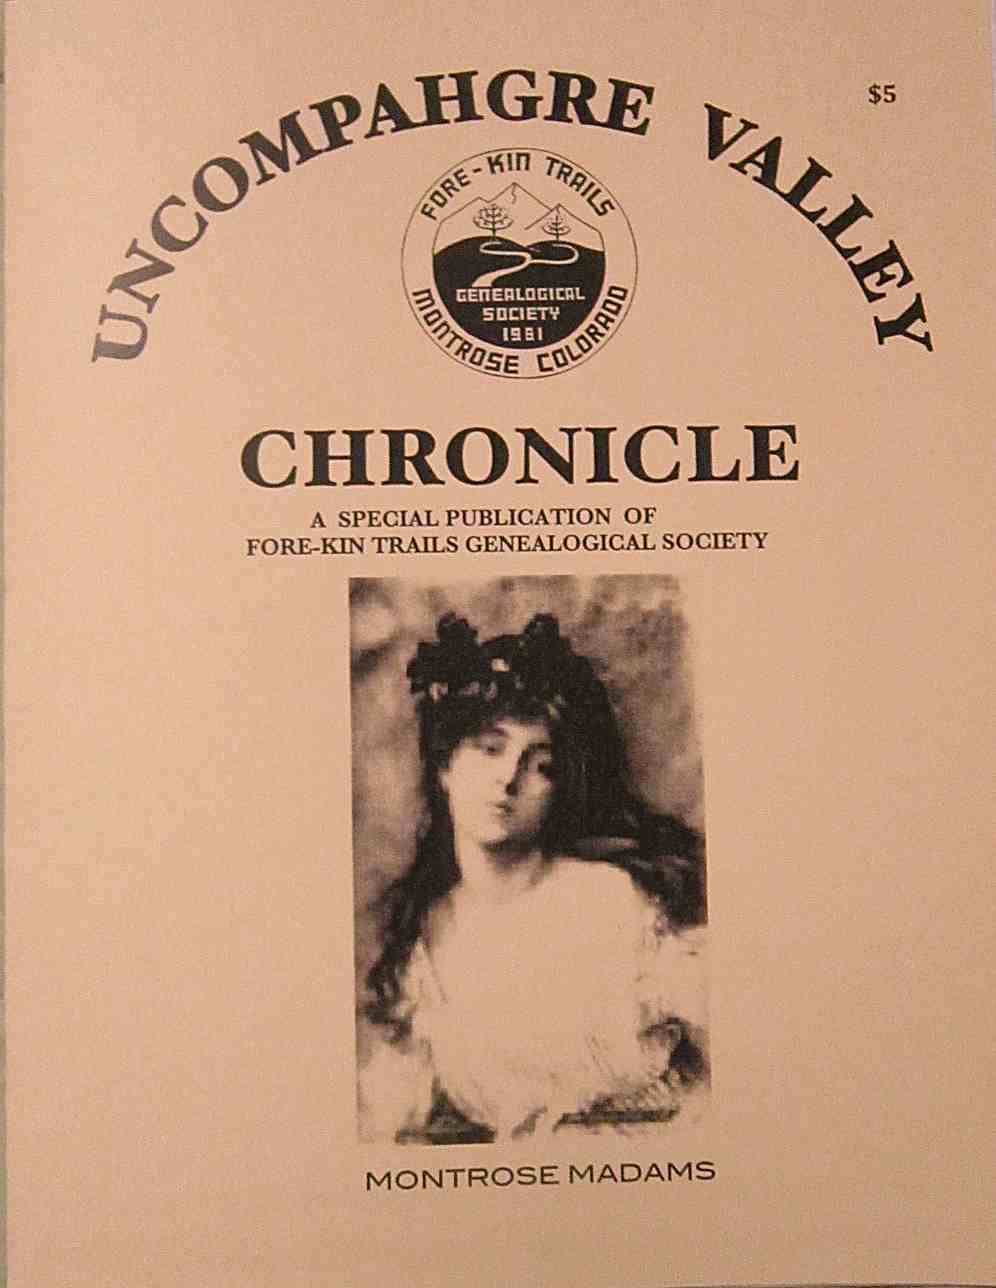 $5
UNCOMPAHGRE VALLEY
FORE-KIN TRAILS
GENEALOGICAL
SOCIETY
1981
MONTROSE COLORADO
CHRONICLE
A SPECIAL PUBLICATION OF
FORE-KIN TRAILS GENEALOGICAL SOCIETY
MONTROSE MADAMS